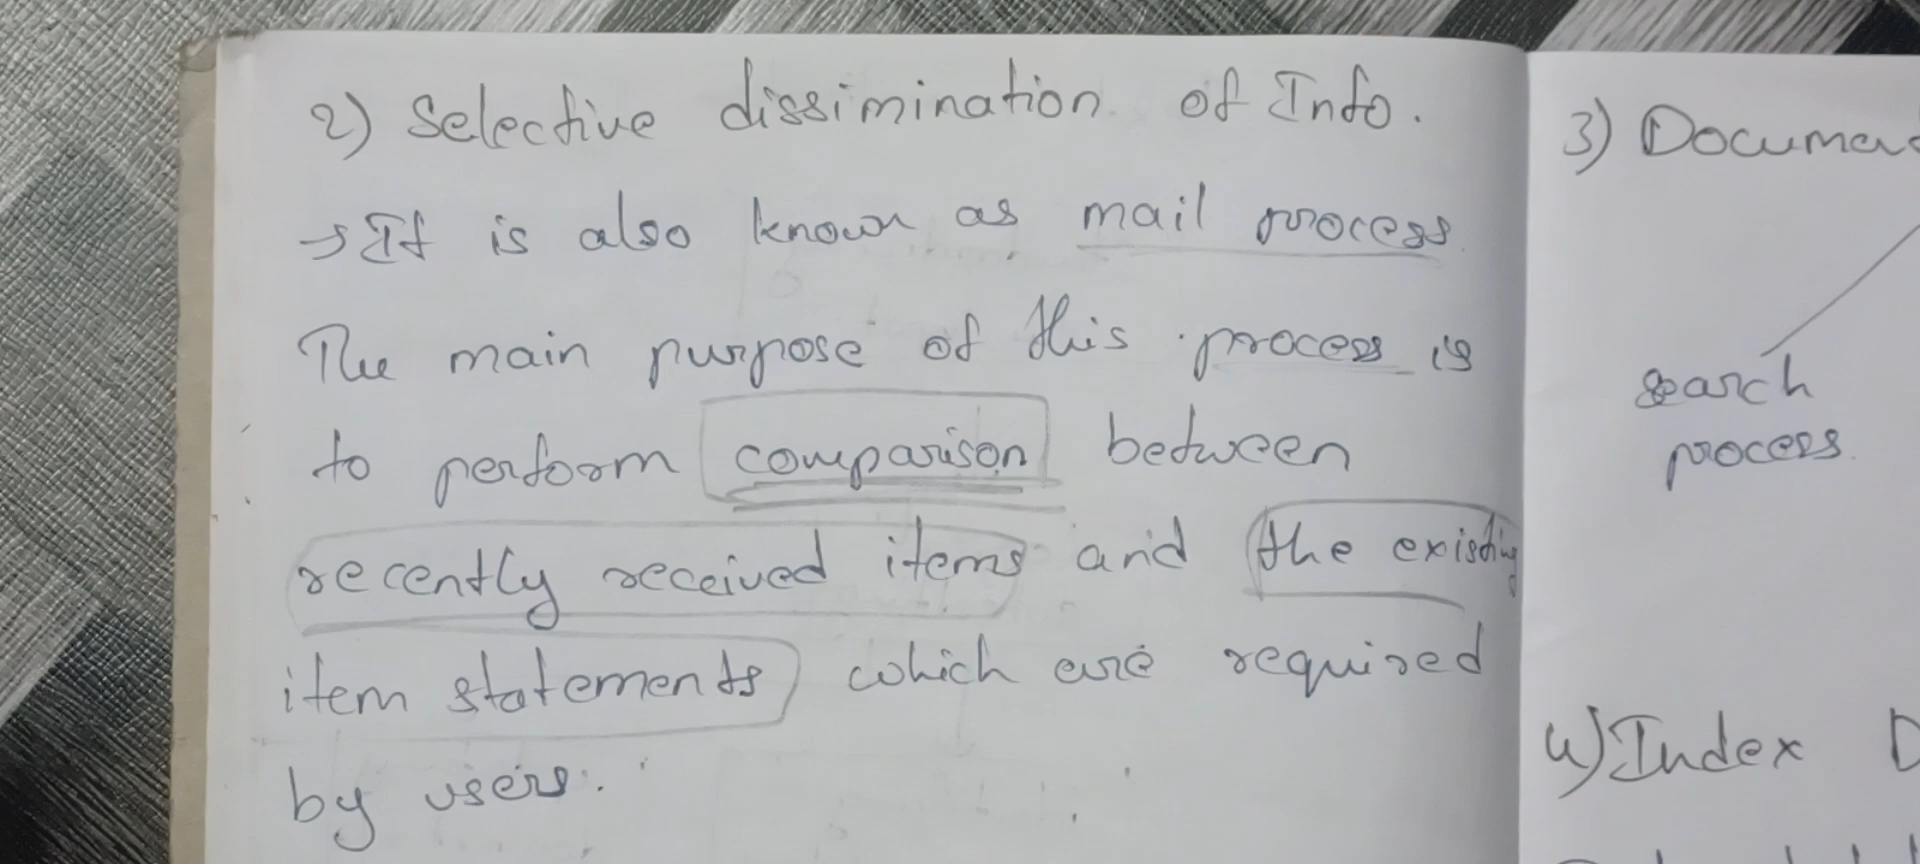 2) Selective dissimination of Info.
→ It is also known as mail process.
The main purpose of this process is
to perform comparison between
recently received items and the existing
item statements which are required
by users.
3)
search
process.
4) Index